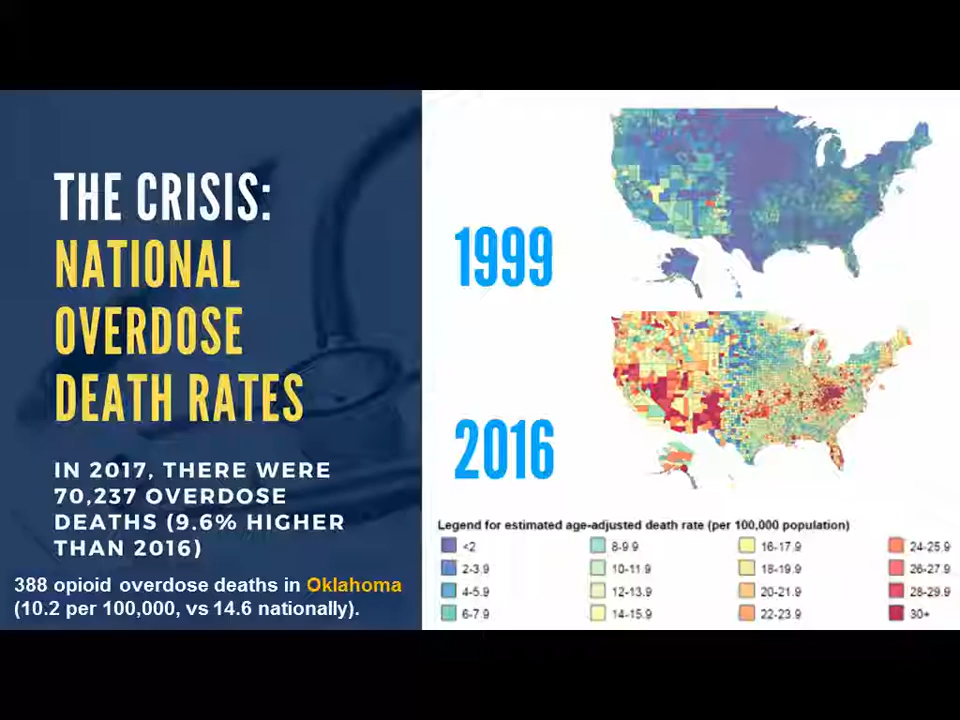 THE CRISIS:
NATIONAL
OVERDOSE
DEATH RATES
IN 2017, THERE WERE
70,237 OVERDOSE
DEATHS (9.6% HIGHER
THAN 2016)
388 opioid overdose deaths in Oklahoma
(10.2 per 100,000, vs 14.6 nationally).
1999
2016
Legend for estimated age-adjusted death rate (per 100,000 population)
<2
2-3.9
4-5.9
6-7.9
8-9.9
10-11.9
12-13.9
14-15.9
16-17.9
18-19.9
20-21.9
22-23.9
24-25.9
26-27.9
28-29.9
30+